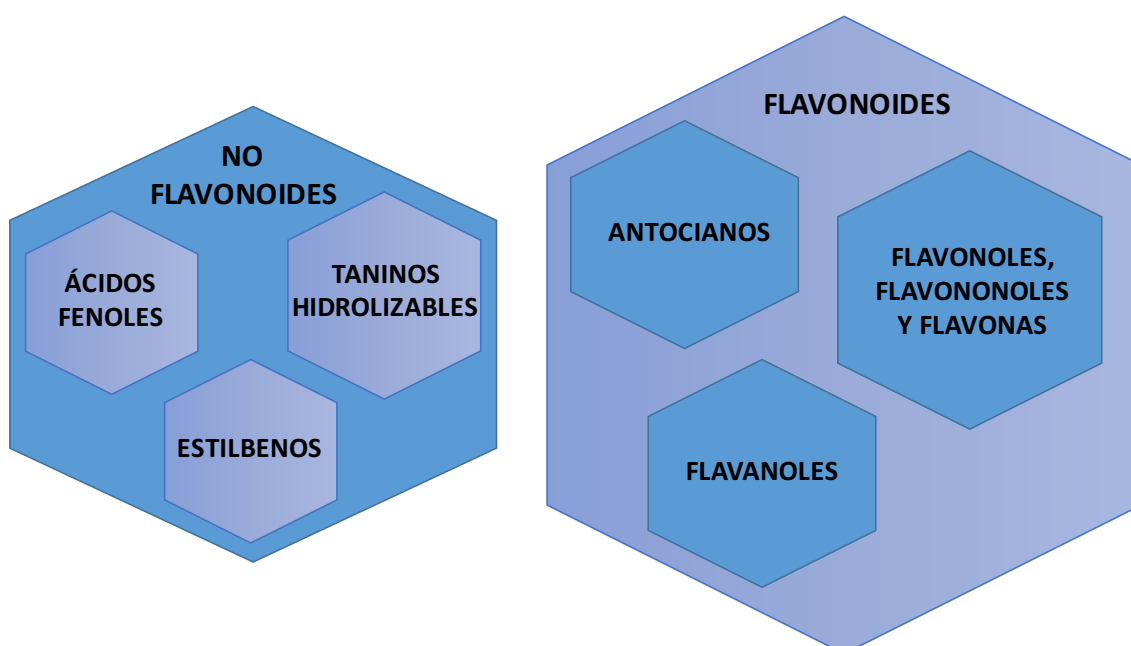 NO
FLAVONOIDES
ÁCIDOS
FENOLES
TANINOS
HIDROLIZABLES
ESTILBENOS
FLAVONOIDES
ANTOCIANOS
FLAVONOLES,
FLAVONONOLES
Y FLAVONAS
FLAVANOLES